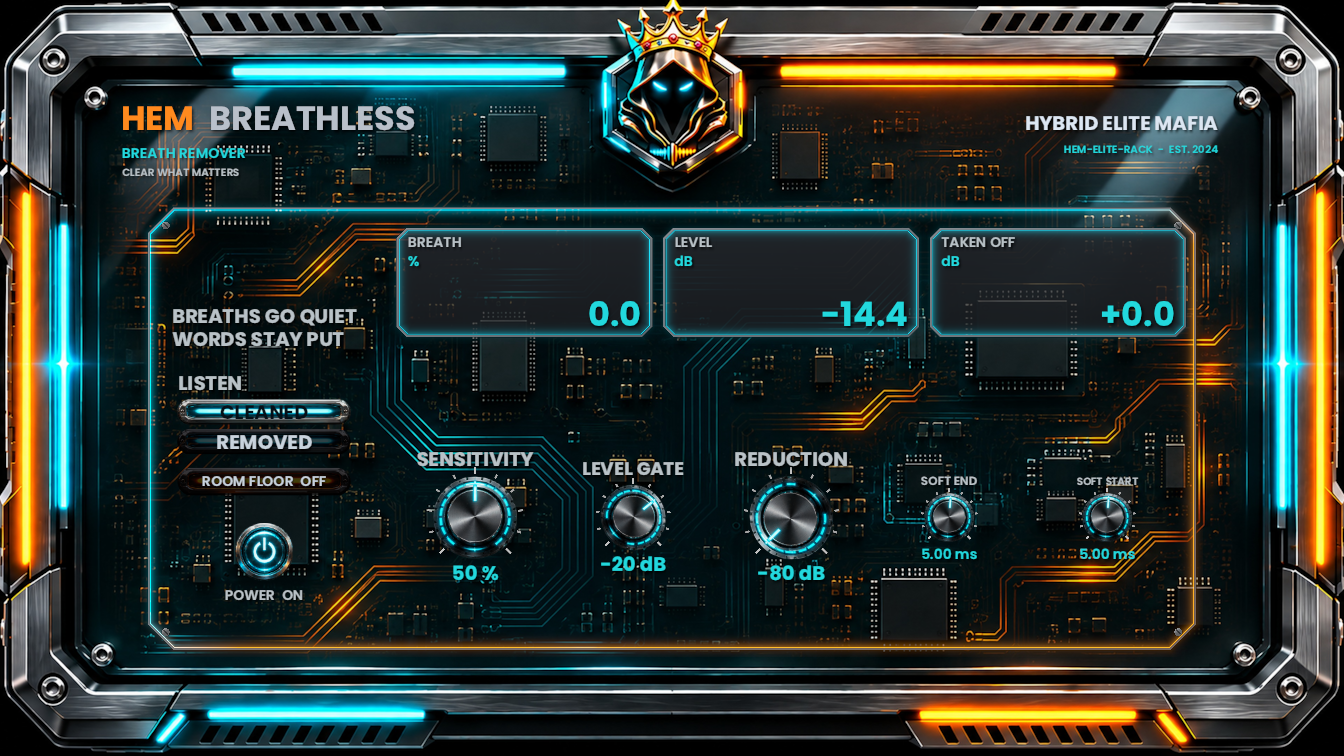 HEM BREATHLESS
BREATH REMOVER
CLEAR WHAT MATTERS
HYBRID ELITE MAFIA
HEM-ELITE-RACK - EST. 2024
BREATH
%
0.0
LEVEL
dB
-14.4
TAKEN OFF
dB
+0.0
BREATHS GO QUIET
WORDS STAY PUT
LISTEN
CLEANED
REMOVED
ROOM FLOOR OFF
POWER ON
SENSITIVITY
50 %
LEVEL GATE
-20 dB
REDUCTION
-80 dB
SOFT END
5.00 ms
SOFT START
5.00 ms